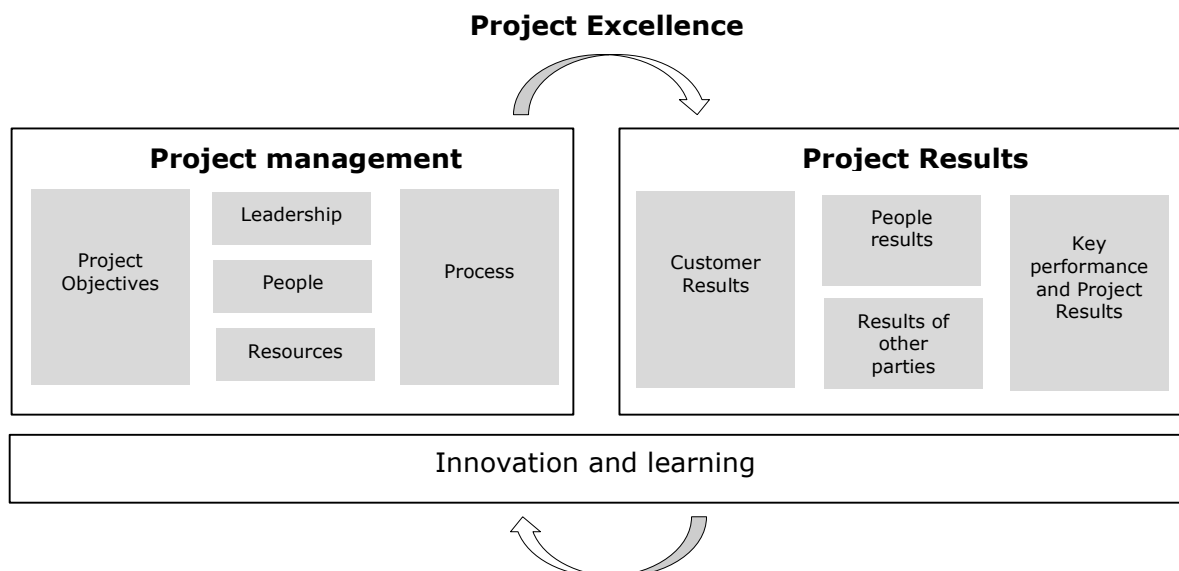 Project Excellence
Project management
Project
Objectives
Leadership
People
Resources
Process
Project Results
Customer
Results
People
results
Results of
other
parties
Key
performance
and Project
Results
Innovation and learning